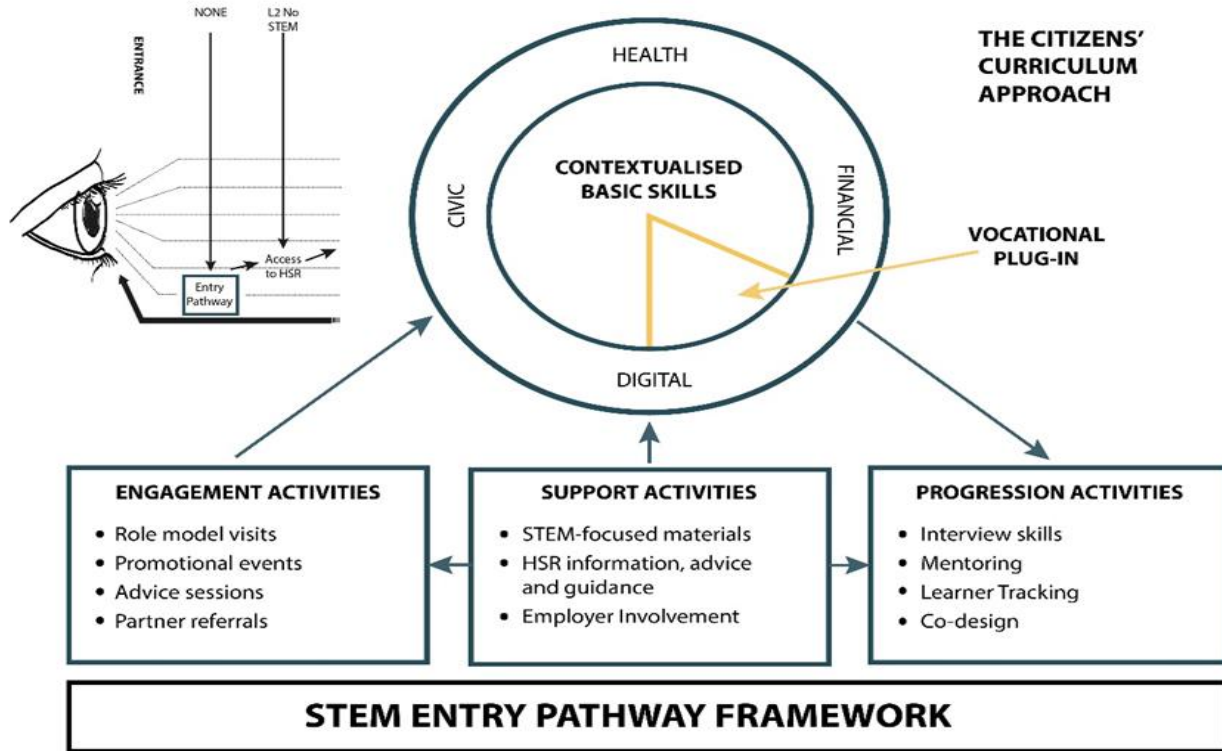 NONE
L2 No
STEM
ENTRANCE
Access
to HSR
Entry
Pathway
THE CITIZENS’
CURRICULUM
APPROACH
HEALTH
CIVIC
FINANCIAL
DIGITAL
CONTEXTUALISED
BASIC SKILLS
VOCATIONAL
PLUG-IN
ENGAGEMENT ACTIVITIES
• Role model visits
• Promotional events
• Advice sessions
• Partner referrals
SUPPORT ACTIVITIES
• STEM-focused materials
• HSR information, advice
and guidance
• Employer Involvement
PROGRESSION ACTIVITIES
• Interview skills
• Mentoring
• Learner Tracking
• Co-design
STEM ENTRY PATHWAY FRAMEWORK